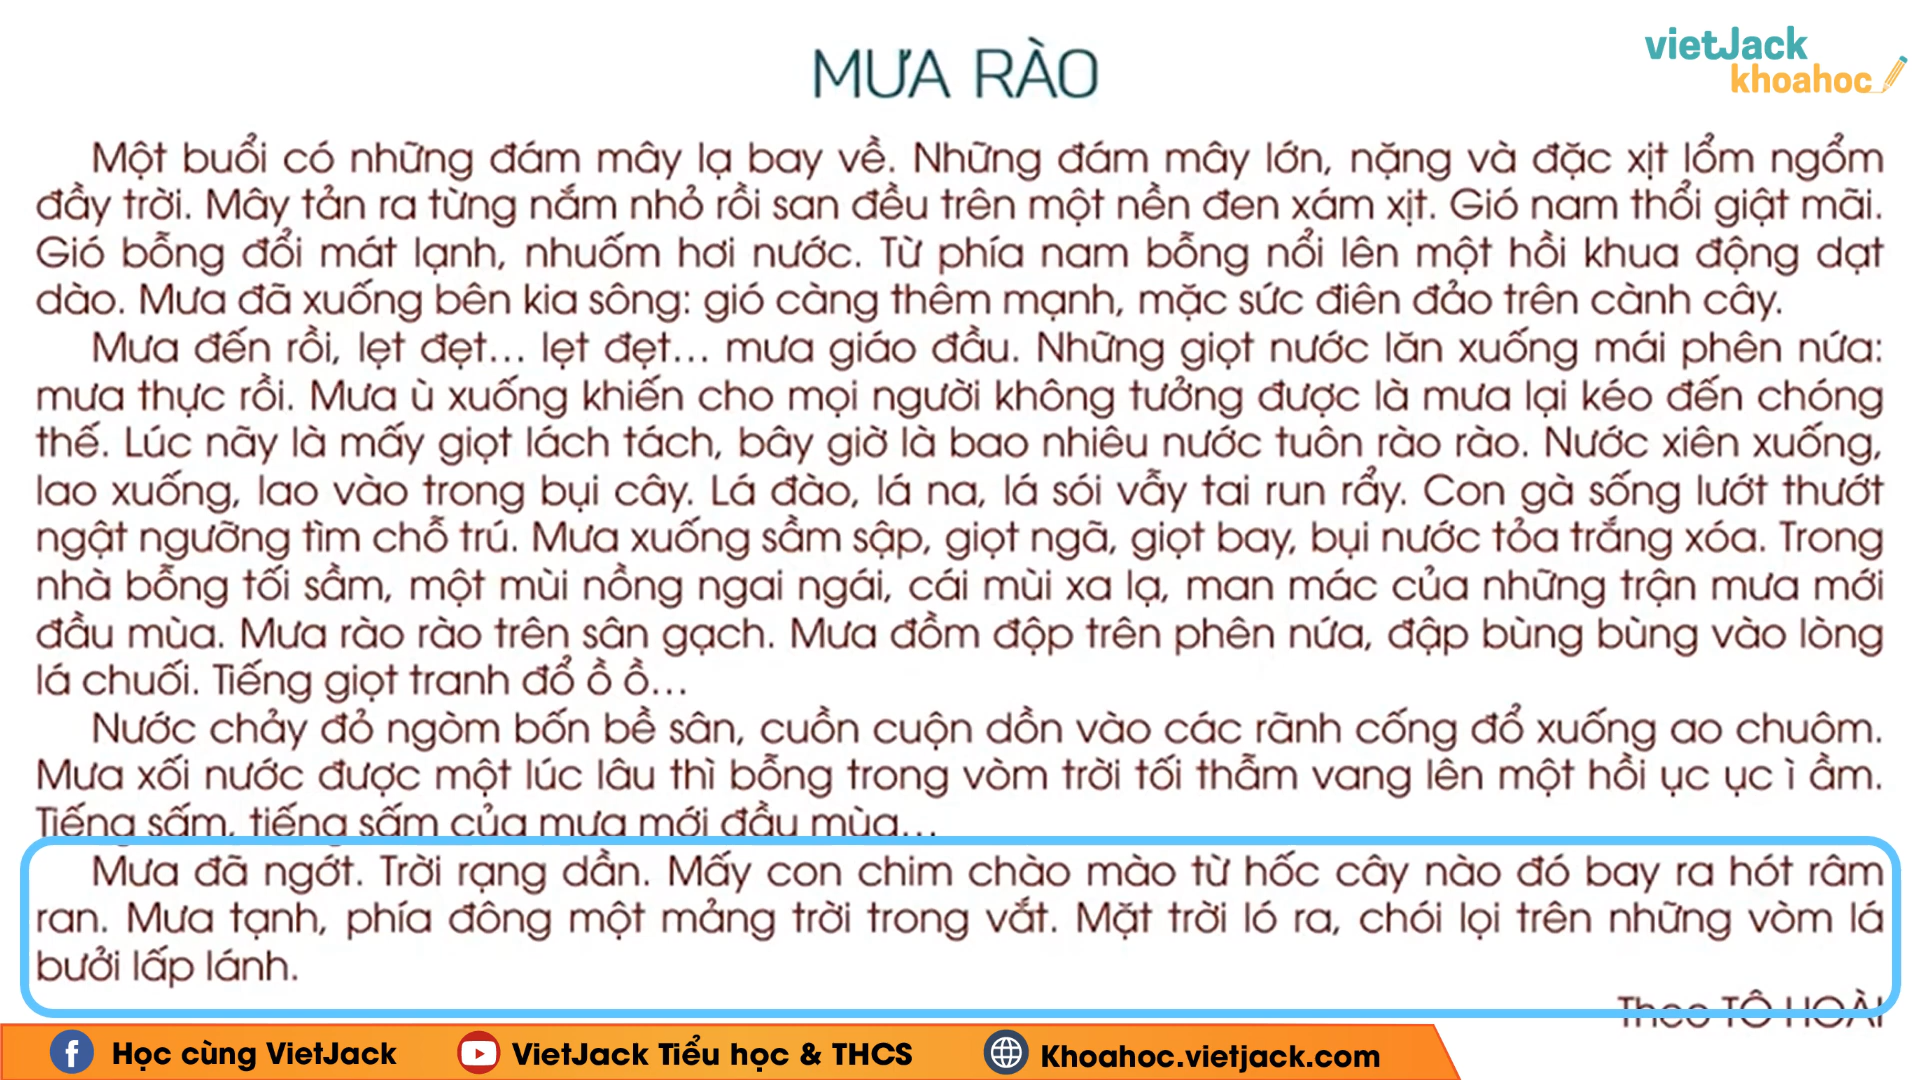 MƯA RÀO
vietJack
khoahoc
Một buổi có những đám mây lạ bay về. Những đám mây lớn, nặng và đặc xịt lổm ngổm
đầy trời. Mây tản ra từng nắm nhỏ rồi san đều trên một nền đen xám xịt. Gió nam thổi giật mãi.
Gió bỗng đổi mát lạnh, nhuốm hơi nước. Từ phía nam bỗng nổi lên một hồi khua động dạt
dào. Mưa đã xuống bên kia sông: gió càng thêm mạnh, mặc sức điên đảo trên cành cây.
Mưa đến rồi, lẹt đẹt... lẹt đẹt... mưa giáo đầu. Những giọt nước lăn xuống mái phên nứa:
mưa thực rồi. Mưa ù xuống khiến cho mọi người không tưởng được là mưa lại kéo đến chóng
thế. Lúc nãy là mấy giọt lách tách, bây giờ là bao nhiêu nước tuôn rào rào. Nước xiên xuống,
lao xuống, lao vào trong bụi cây. Lá đào, lá na, lá sói vẫy tai run rẩy. Con gà sống lướt thướt
ngật ngưỡng tìm chỗ trú. Mưa xuống sầm sập, giọt ngã, giọt bay, bụi nước tỏa trắng xóa. Trong
nhà bỗng tối sầm, một mùi nồng ngai ngái, cái mùi xa lạ, man mác của những trận mưa mới
đầu mùa. Mưa rào rào trên sân gạch. Mưa đồm độp trên phên nứa, đập bùng bùng vào lòng
lá chuối. Tiếng giọt tranh đổ ồ ồ...
Nước chảy đỏ ngòm bốn bề sân, cuồn cuộn dồn vào các rãnh cống đổ xuống ao chuôm.
Mưa xối nước được một lúc lâu thì bỗng trong vòm trời tối thẫm vang lên một hồi ục ục ì ầm.
Tiếng sấm, tiếng sấm của mưa mới đầu mùa...
Mưa đã ngớt. Trời rạng dần. Mấy con chim chào mào từ hốc cây nào đó bay ra hót râm
ran. Mưa tạnh, phía đông một mảng trời trong vắt. Mặt trời ló ra, chói lọi trên những vòm lá
bưởi lấp lánh.
Theo TÔ HOÀI
Học cùng VietJack
VietJack Tiểu học & THCS
Khoahoc.vietjack.com